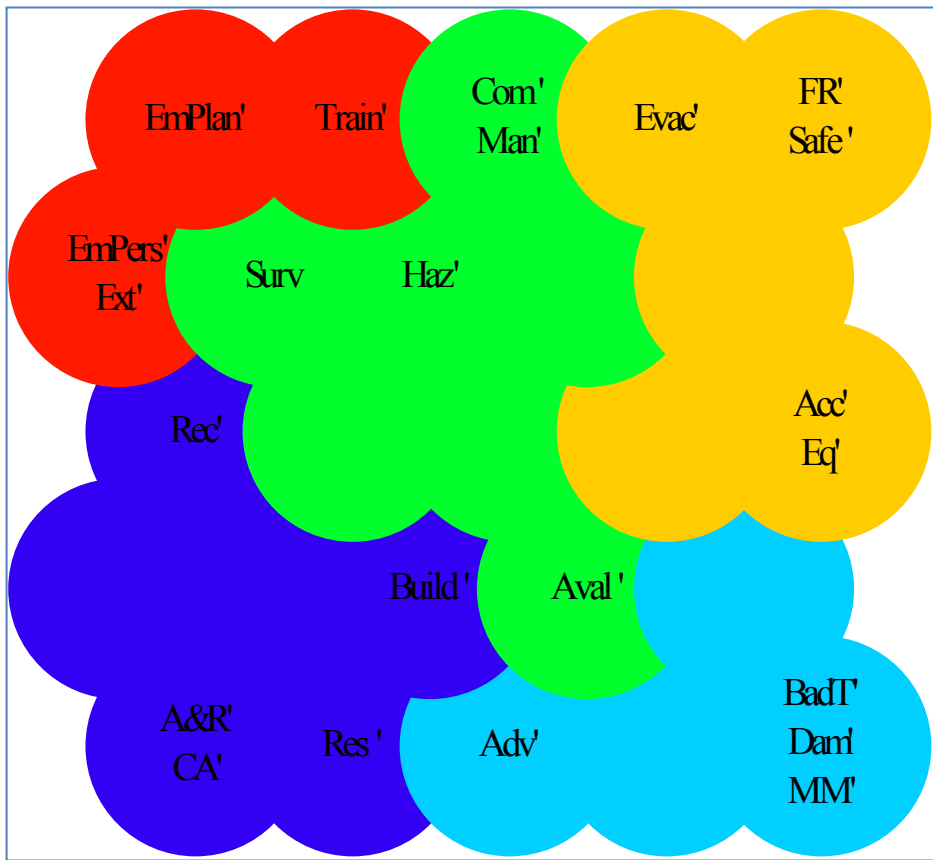 EmPlan'
Train'
Com '
Man'
Evac'
FR'
Safe '
EmPers'
Ext'
Surv
Haz'
Rec'
Acc'
Eq'
Build '
Aval '
A&R'
CA'
Res '
Adv'
BadT'
Dam'
MM'